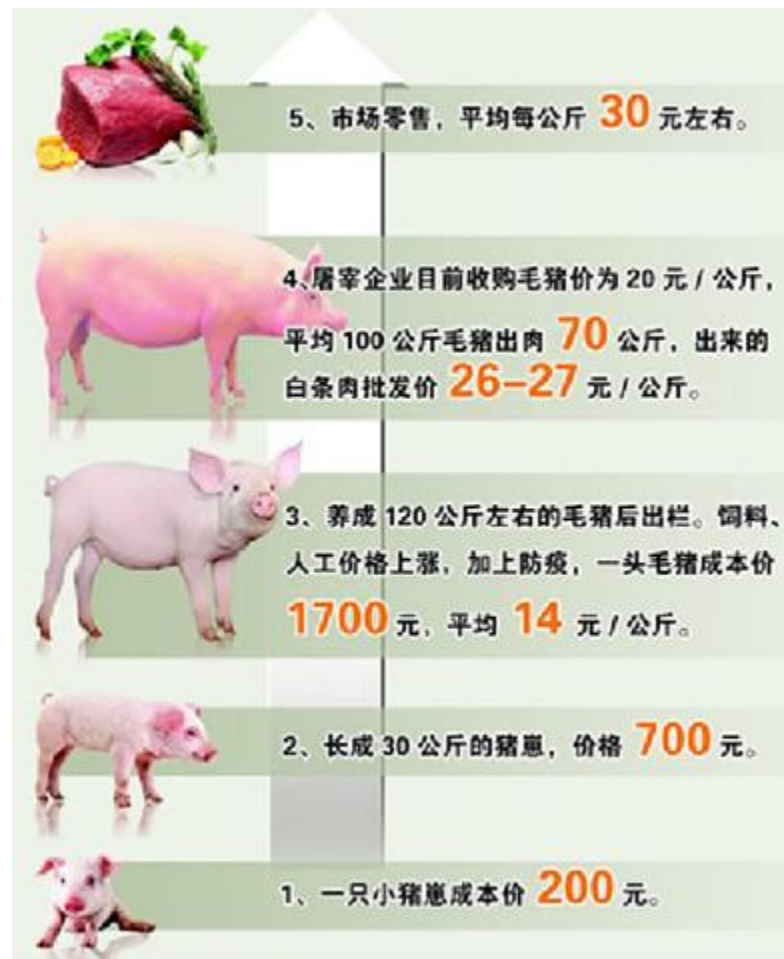 5、市场零售，平均每公斤 30 元左右。
4、屠宰企业目前收购毛猪价为 20 元 / 公斤，
平均 100 公斤毛猪出肉 70 公斤，出来的
白条肉批发价 26-27 元 / 公斤。
3、养成 120 公斤左右的毛猪后出栏。饲料、
人工价格上涨，加上防疫，一头毛猪成本价
1700 元，平均 14 元 / 公斤。
2、长成 30 公斤的猪崽，价格 700 元。
1、一只小猪崽成本价 200 元。